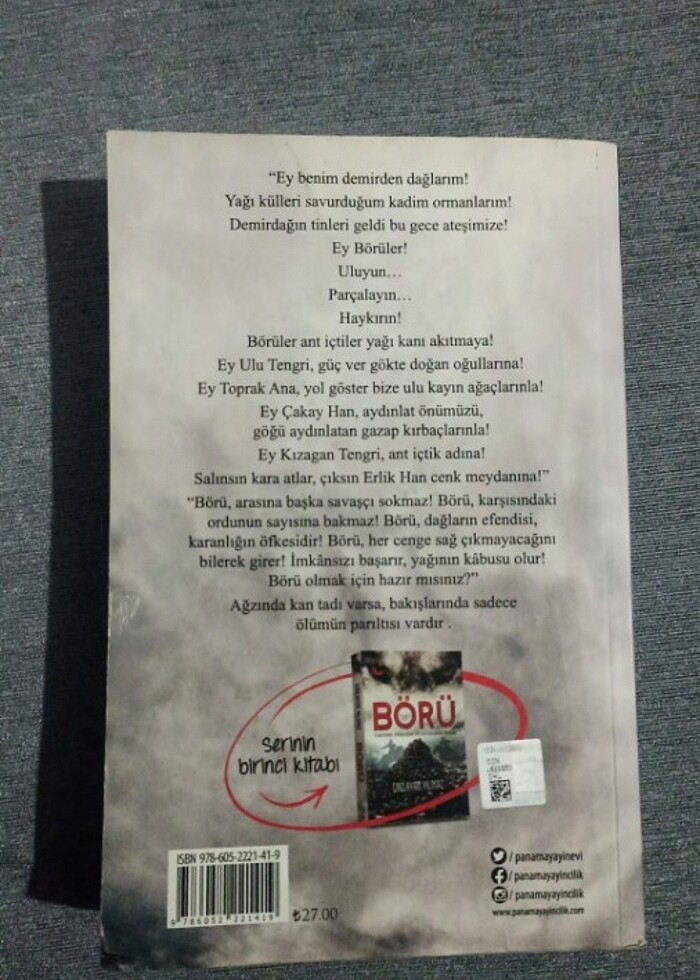 “Ey benim demirden dağlarım!
Yağı külleri savurduğum kadim ormanlarım!
Demirdağın tinleri geldi bu gece ateşimize!
Ey Börüler!
Uluyun…
Parçalayın…
Haykırın!
Börüler ant içtiler yağı kanı akıtmaya!
Ey Ulu Tengri, güç ver gökte doğan oğullarına!
Ey Toprak Ana, yol göster bize ulu kayın ağaçlarınla!
Ey Çakay Han, aydınlat önümüzü,
göğü aydınlatan gazap kırbaçlarınla!
Ey Kızagan Tengri, ant içtik adına!
Salınsın kara atlar, çıksın Erlik Han cenk meydanına!”
“Börü, arasına başka savaşçı sokmaz! Börü, karşısındaki
ordunun sayısına bakmaz! Börü, dağların efendisi,
karanlığın öfkesidir! Börü, her cenge sağ çıkmayacağını
bilerek girer! İmkânsızı başarır, yağının kâbusu olur!
Börü olmak için hazır mısınız?”
Ağzında kan tadı varsa, bakışlarında sadece
ölümün parıltısı vardır .
serinin
birinci kitabı
BÖRÜ
ISBN 978-605-2221-41-9
9 786052 221419
₺27.00
/ panamayayinevi
/ panamayayincilik
/ panamayayincilik
www.panamayayincilik.com